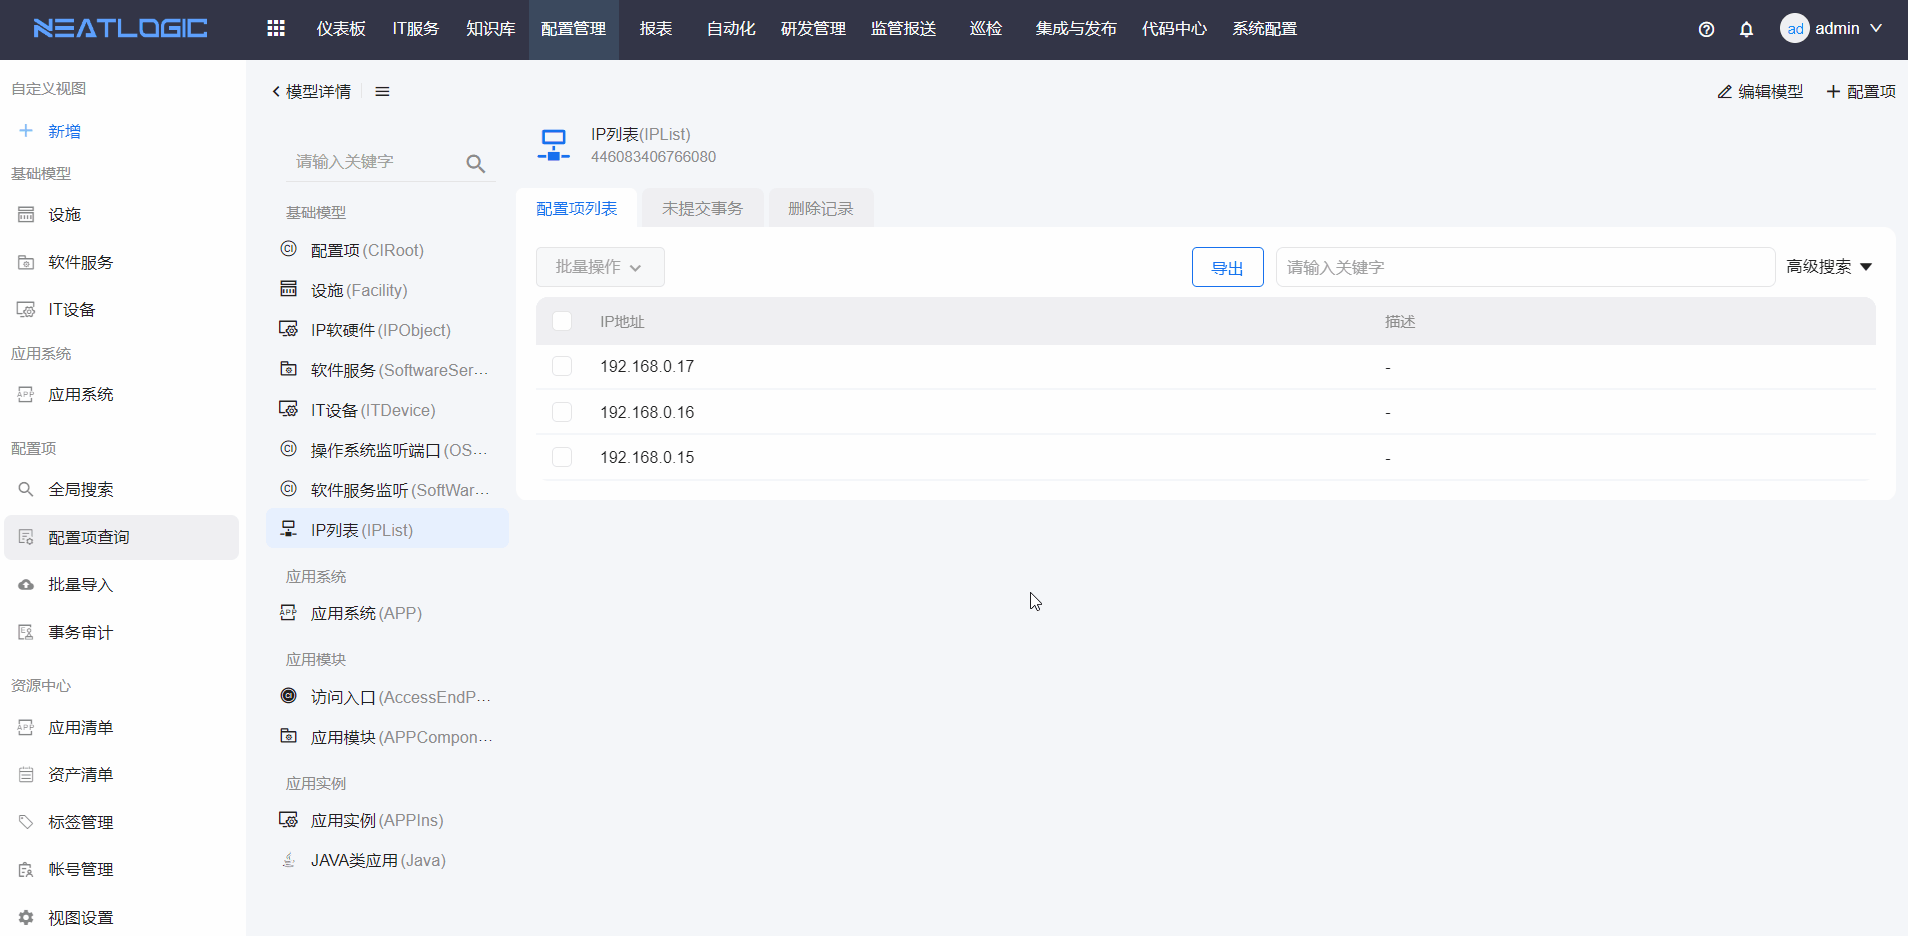 NEATLOGIC
仪表板
IT服务
知识库
配置管理
报表
自动化
研发管理
监管报送
巡检
集成与发布
代码中心
系统配置
ad admin
自定义视图
新增
基础模型
设施
软件服务
IT设备
应用系统
应用系统
配置项
全局搜索
配置项查询
批量导入
事务审计
资源中心
应用清单
资产清单
标签管理
帐号管理
视图设置
模型详情
编辑模型
配置项
请输入关键字
基础模型
配置项(CIRoot)
设施(Facility)
IP软硬件(IPObject)
软件服务(SoftwareSer...
IT设备(ITDevice)
操作系统监听端口(OS...
软件服务监听(SoftWar...
IP列表(IPList)
应用系统
应用系统(APP)
应用模块
访问入口(AccessEndP...
应用模块(APPCompon...
应用实例
应用实例(APPIns)
JAVA类应用(Java)
IP列表(IPList)
446083406766080
配置项列表
未提交事务
删除记录
批量操作
导出
请输入关键字
高级搜索
IP地址
描述
192.168.0.17
-
192.168.0.16
-
192.168.0.15
-